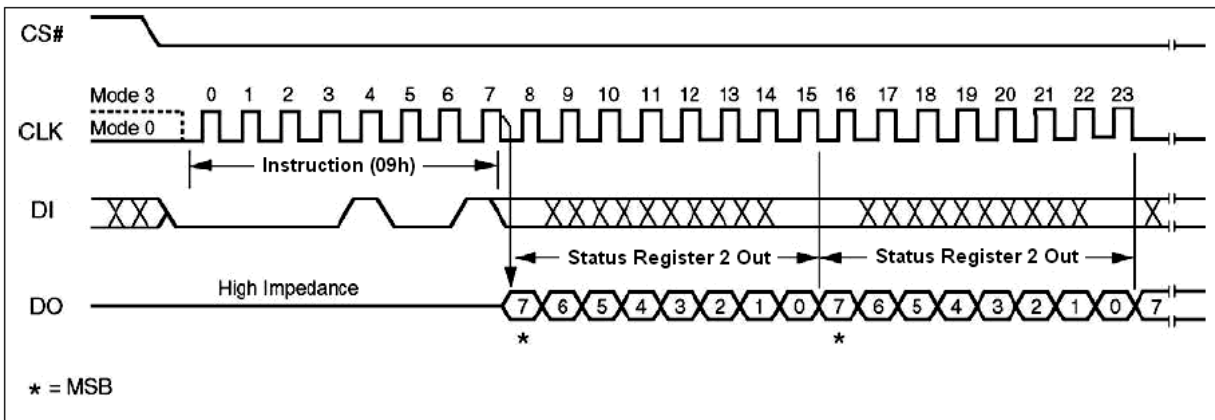 CS#
Mode 3
0 1 2 3 4 5 6 7 8 9 10 11 12 13 14 15 16 17 18 19 20 21 22 23
CLK
Mode 0
Instruction (09h)
DI
Status Register 2 Out
Status Register 2 Out
High Impedance
DO
7 6 5 4 3 2 1 0 7 6 5 4 3 2 1 0 7
* *
* = MSB